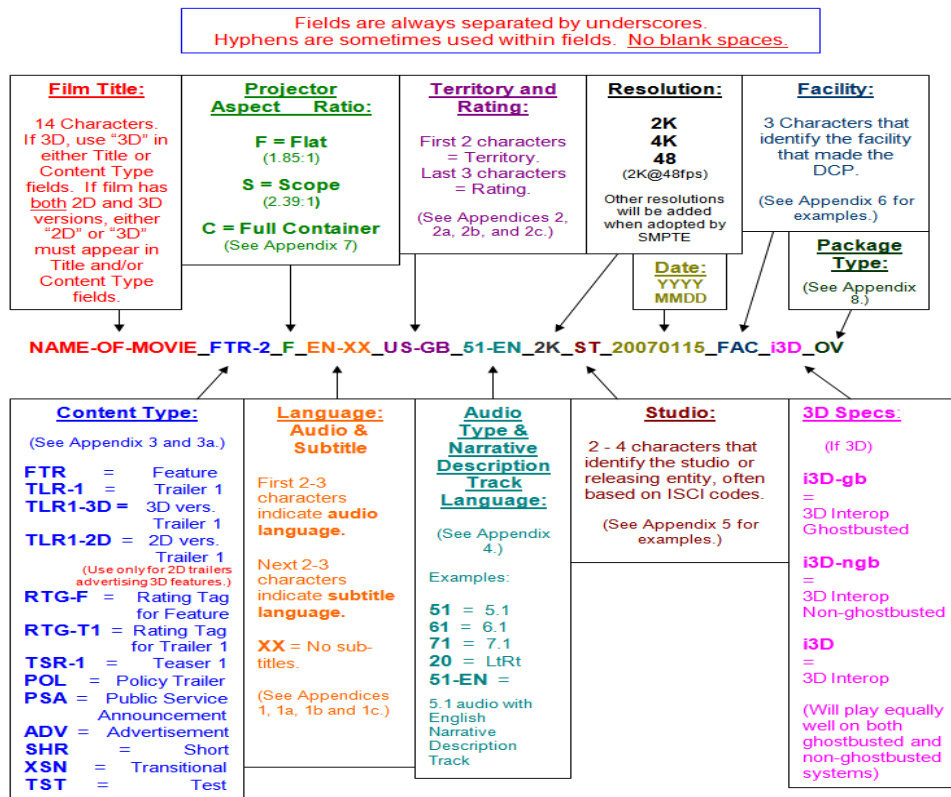 Fields are always separated by underscores.
Hyphens are sometimes used within fields. No blank spaces.
Film Title:
14 Characters.
If 3D, use “3D” in
either Title or
Content Type
fields. If film has
both 2D and 3D
versions, either
“2D” or “3D”
must appear in
Title and/or
Content Type
fields.
Projector
Aspect Ratio:
F = Flat
(1.85:1)
S = Scope
(2.39:1)
C = Full Container
(See Appendix 7)
Territory and
Rating:
First 2 characters
= Territory.
Last 3 characters
= Rating.
(See Appendices 2,
2a, 2b, and 2c.)
Resolution:
2K
4K
48
(2K@48fps)
Other resolutions
will be added
when adopted by
SMPTE
Date:
YYYY
MMDD
Facility:
3 Characters that
identify the facility
that made the
DCP.
(See Appendix 6 for
examples.)
Package
Type:
(See Appendix
8.)
NAME-OF-MOVIE_FTR-2_F_EN-XX_US-GB_51-EN_2K_ST_20070115_FAC_i3D_OV
Content Type:
(See Appendix 3 and 3a.)
FTR = Feature
TLR-1 = Trailer 1
TLR1-3D = 3D vers.
Trailer 1
TLR1-2D = 2D vers.
Trailer 1
(Use only for 2D trailers
advertising 3D features.)
RTG-F = Rating Tag
for Feature
RTG-T1 = Rating Tag
for Trailer 1
TSR-1 = Teaser 1
POL = Policy Trailer
PSA = Public Service
Announcement
ADV = Advertisement
SHR = Short
XSN = Transitional
TST = Test
Language:
Audio &
Subtitle
First 2-3
characters
indicate audio
language.
Next 2-3
characters
indicate subtitle
language.
XX = No sub-
titles.
(See Appendices
1, 1a, 1b and 1c.)
Audio
Type &
Narrative
Description
Track
Language:
(See Appendix
4.)
Examples:
51 = 5.1
61 = 6.1
71 = 7.1
20 = LtRt
51-EN =
5.1 audio with
English
Narrative
Description
Track
Studio:
2 - 4 characters that
identify the studio or
releasing entity, often
based on ISCI codes.
(See Appendix 5 for
examples.)
3D Specs:
(If 3D)
i3D-gb
=
3D Interop
Ghostbusted
i3D-ngb
=
3D Interop
Non-ghostbusted
i3D
=
3D Interop
(Will play equally
well on both
ghostbusted and
non-ghostbusted
systems)